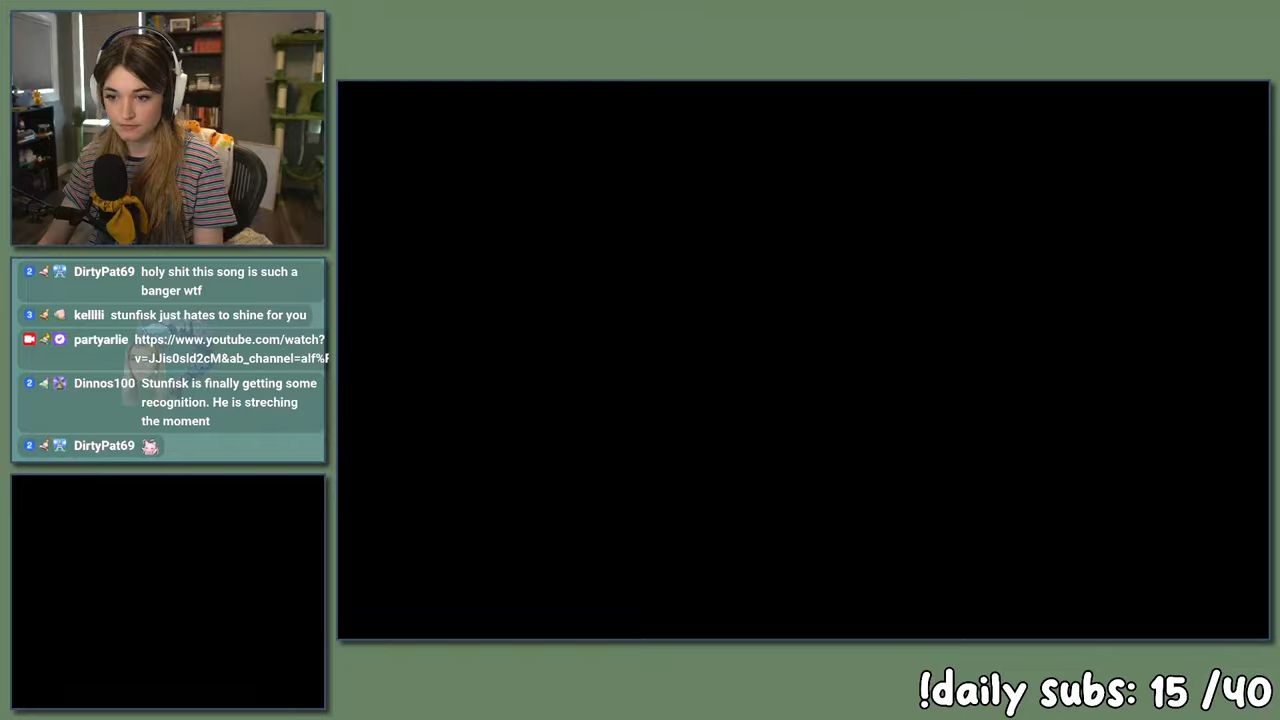 DirtyPat69 holy shit this song is such a
banger wtf
kelllli stunfisk just hates to shine for you
partyarlie https://www.youtube.com/watch?
v=JJis0sld2cM&ab_channel=alf%F
Dinnos100 Stunfisk is finally getting some
recognition. He is streching
the moment
DirtyPat69
!daily subs: 15 /40